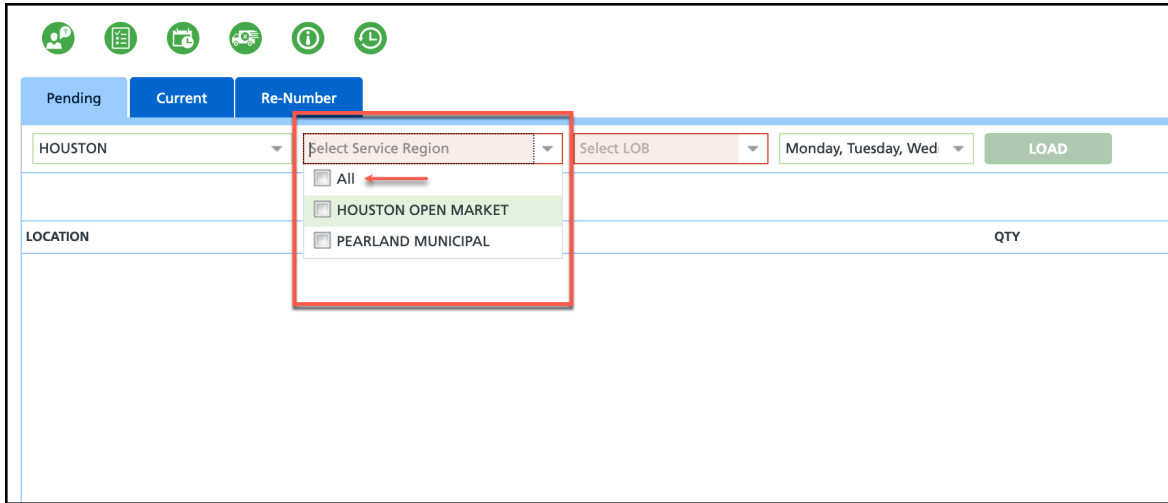 Pending Current Re-Number
HOUSTON Select Service Region Select LOB Monday, Tuesday, Wed LOAD
All
HOUSTON OPEN MARKET
PEARLAND MUNICIPAL
LOCATION QTY